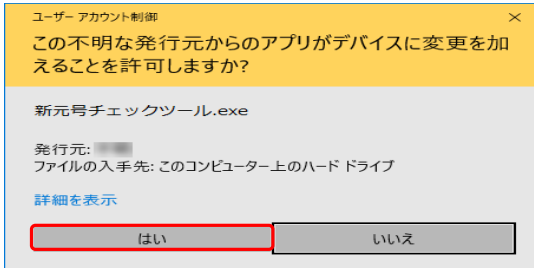 ユーザー アカウント制御
この不明な発行元からのアプリがデバイスに変更を加
えることを許可しますか?
新元号チェックツール.exe
発行元:
ファイルの入手先: このコンピューター上のハード ドライブ
詳細を表示
はい
いいえ